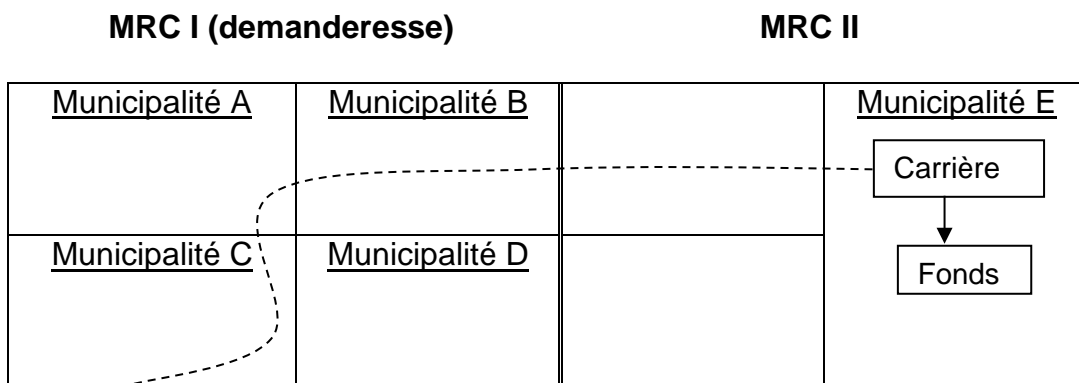 MRC I (demanderesse) MRC II
Municipalité A Municipalité B Municipalité E
Carrière
Municipalité C Municipalité D
Fonds